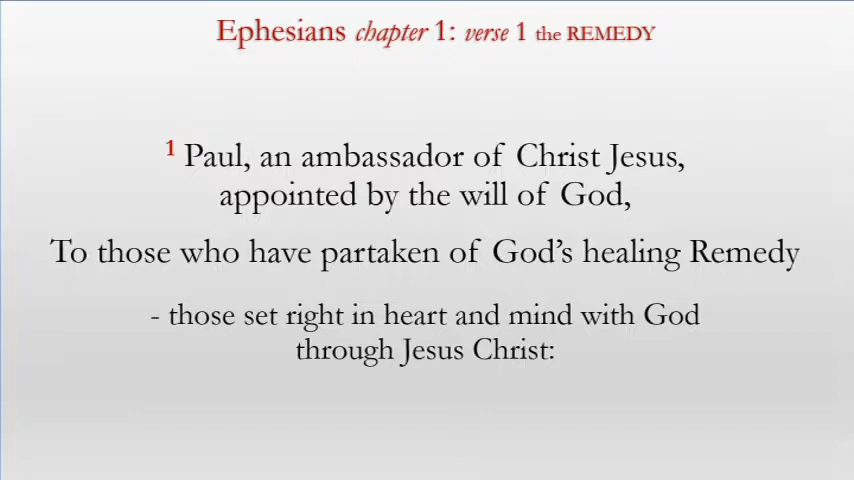 Ephesians chapter 1: verse 1 the REMEDY
1 Paul, an ambassador of Christ Jesus,
appointed by the will of God,
To those who have partaken of God's healing Remedy
- those set right in heart and mind with God
through Jesus Christ: